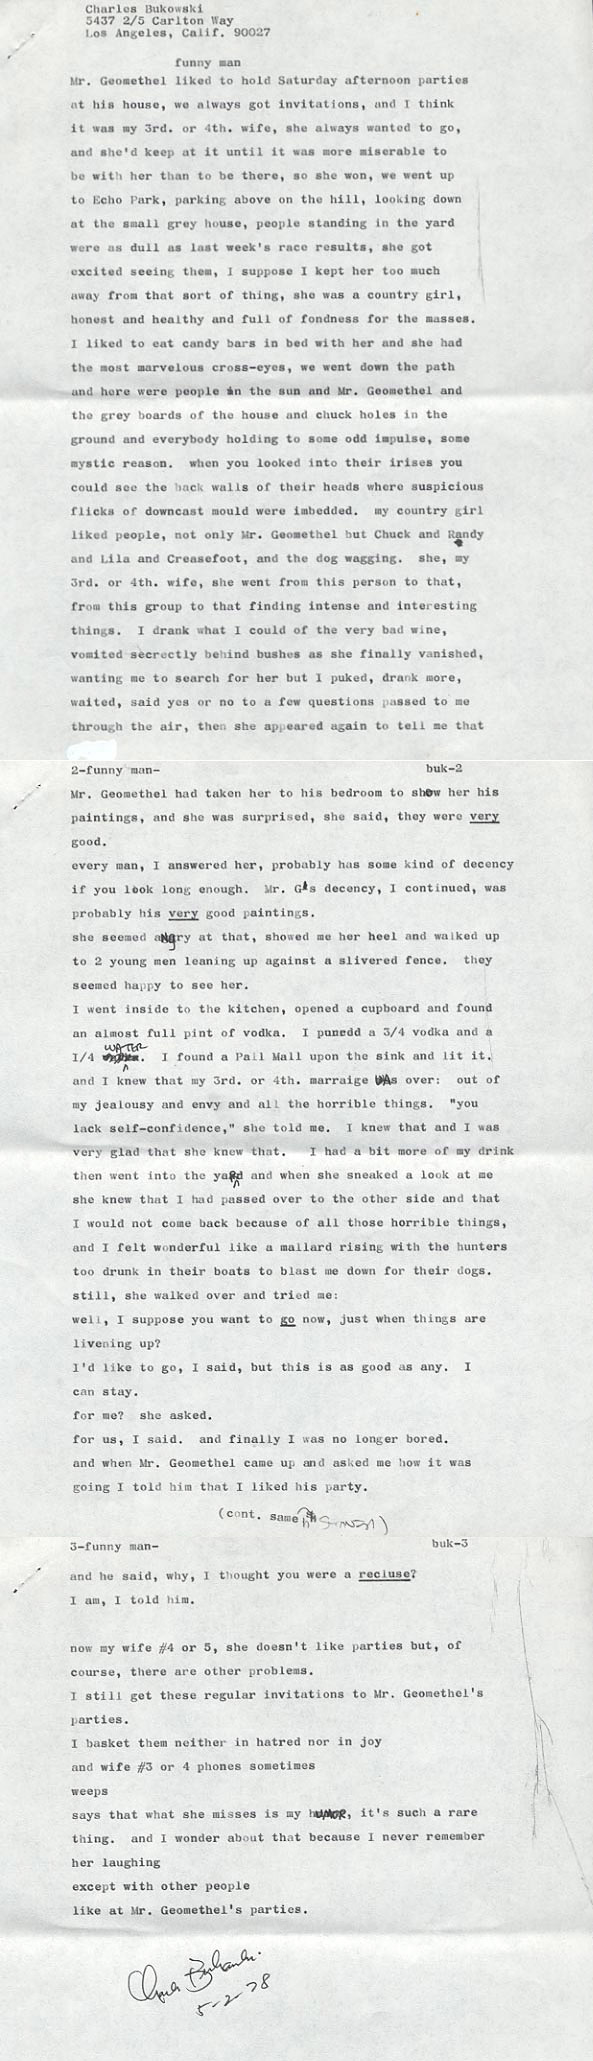 Charles Bukowski
5437 2/5 Carlton Way
Los Angeles, Calif. 90027
funny man
Mr. Geomethel liked to hold Saturday afternoon parties
at his house, we always got invitations, and I think
it was my 3rd. or 4th. wife, she always wanted to go,
and she'd keep at it until it was more miserable to
be with her than to be there, so she won, we went up
to Echo Park, parking above on the hill, looking down
at the small grey house, people standing in the yard
were as dull as last week's race results, she got
excited seeing them, I suppose I kept her too much
away from that sort of thing, she was a country girl,
honest and healthy and full of fondness for the masses.
I liked to eat candy bars in bed with her and she had
the most marvelous cross-eyes, we went down the path
and here were people in the sun and Mr. Geomethel and
the grey boards of the house and chuck holes in the
ground and everybody holding to some odd impulse, some
mystic reason. when you looked into their irises you
could see the back walls of their heads where suspicious
flicks of downcast mould were imbedded. my country girl
liked people, not only Mr. Geomethel but Chuck and Randy
and Lila and Creasefoot, and the dog wagging. she, my
3rd. or 4th. wife, she went from this person to that,
from this group to that finding intense and interesting
things. I drank what I could of the very bad wine,
vomited secrectly behind bushes as she finally vanished,
wanting me to search for her but I puked, drank more,
waited, said yes or no to a few questions passed to me
through the air, then she appeared again to tell me that
2-funny man- buk-2
Mr. Geomethel had taken her to his bedroom to show her his
paintings, and she was surprised, she said, they were very
good.
every man, I answered her, probably has some kind of decency
if you look long enough. Mr. G's decency, I continued, was
probably his very good paintings.
she seemed angry at that, showed me her heel and walked up
to 2 young men leaning up against a slivered fence. they
seemed happy to see her.
I went inside to the kitchen, opened a cupboard and found
an almost full pint of vodka. I punedd a 3/4 vodka and a
1/4 WATER. I found a Pall Mall upon the sink and lit it.
and I knew that my 3rd. or 4th. marraige WAs over: out of
my jealousy and envy and all the horrible things. "you
lack self-confidence," she told me. I knew that and I was
very glad that she knew that. I had a bit more of my drink
then went into the yaRd and when she sneaked a look at me
she knew that I had passed over to the other side and that
I would not come back because of all those horrible things,
and I felt wonderful like a mallard rising with the hunters
too drunk in their boats to blast me down for their dogs.
still, she walked over and tried me:
well, I suppose you want to go now, just when things are
livening up?
I'd like to go, I said, but this is as good as any. I
can stay.
for me? she asked.
for us, I said. and finally I was no longer bored.
and when Mr. Geomethel came up and asked me how it was
going I told him that I liked his party.
(cont. same )
3-funny man- buk-3
and he said, why, I thought you were a recluse?
I am, I told him.
now my wife #4 or 5, she doesn't like parties but, of
course, there are other problems.
I still get these regular invitations to Mr. Geomethel's
parties.
I basket them neither in hatred nor in joy
and wife #3 or 4 phones sometimes
weeps
says that what she misses is my hUMOR, it's such a rare
thing. and I wonder about that because I never remember
her laughing
except with other people
like at Mr. Geomethel's parties.
Charles Bukowski
5-2-78